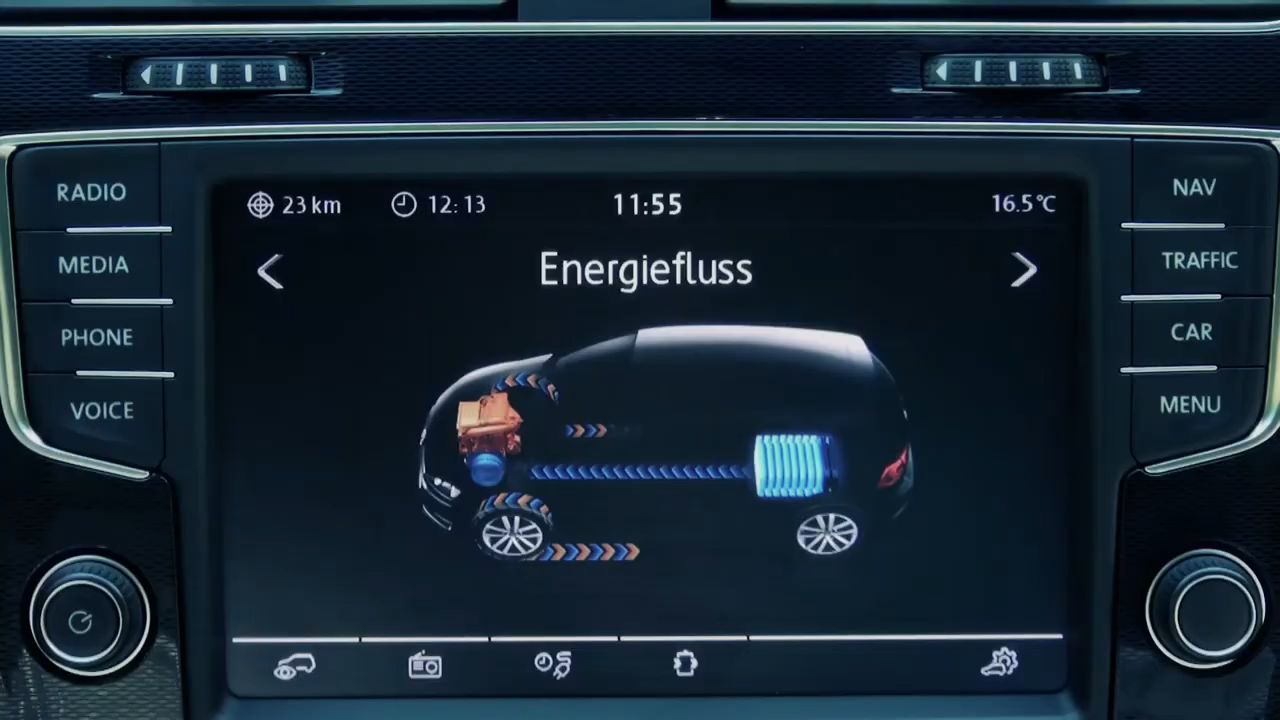 RADIO
MEDIA
PHONE
VOICE
23 km
12:13
11:55
16.5°C
Energiefluss
NAV
TRAFFIC
CAR
MENU